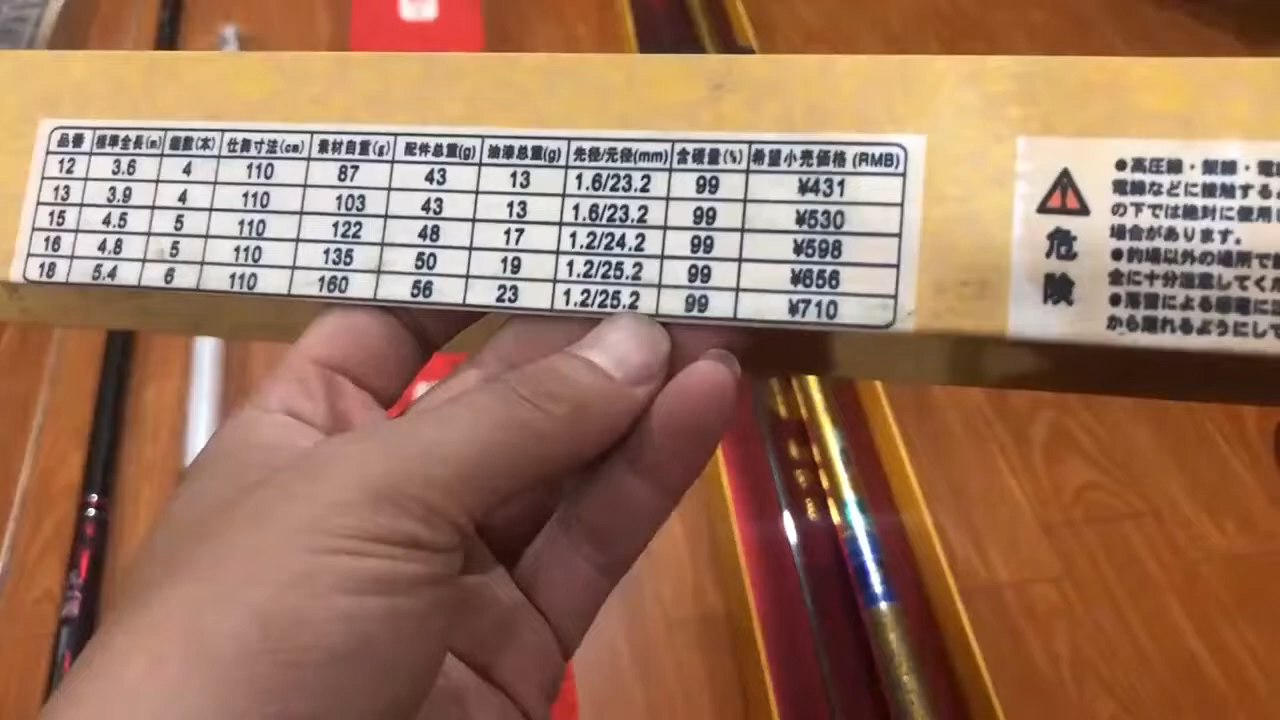 品番 標準全長(m) 継数(本) 仕舞寸法(cm) 素材自重(g) 配件总重(g) 油漆总重(g) 先径/元径(mm) 含碳量(%) 希望小売価格(RMB)
12 3.6 4 110 87 43 13 1.6/23.2 99 ¥431
13 3.9 4 110 103 43 13 1.6/23.2 99 ¥530
15 4.5 5 110 122 48 17 1.2/24.2 99 ¥598
16 4.8 5 110 135 50 19 1.2/25.2 99 ¥656
18 5.4 6 110 160 56 23 1.2/25.2 99 ¥710
危険
●高圧線・架線・電
電線などに接触する
の下では絶対に使用
場合があります。
●釣場以外の場所で
全に十分注意してく
●落雷による感電に
から離れるようにして